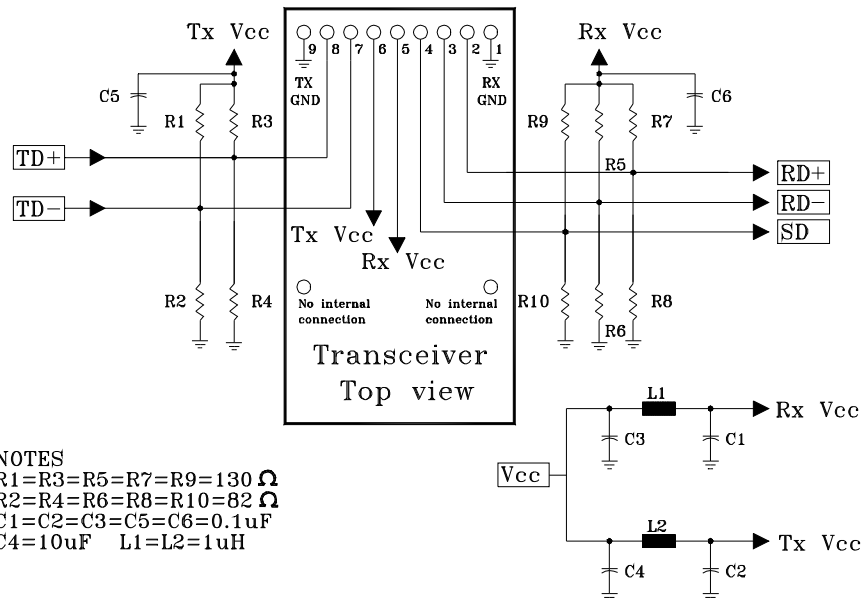 Tx Vcc
Rx Vcc
9 8 7 6 5 4 3 2 1
TX
GND
RX
GND
C5
R1
R3
R9
R7
C6
TD+
R5
RD+
TD-
RD-
Tx Vcc
SD
Rx Vcc
R2
R4
No internal
connection
No internal
connection
R10
R8
R6
Transceiver
Top view
L1
Rx Vcc
C3
C1
Vcc
NOTES
R1=R3=R5=R7=R9=130 Ω
R2=R4=R6=R8=R10=82 Ω
C1=C2=C3=C5=C6=0.1uF
C4=10uF L1=L2=1uH
L2
Tx Vcc
C4
C2